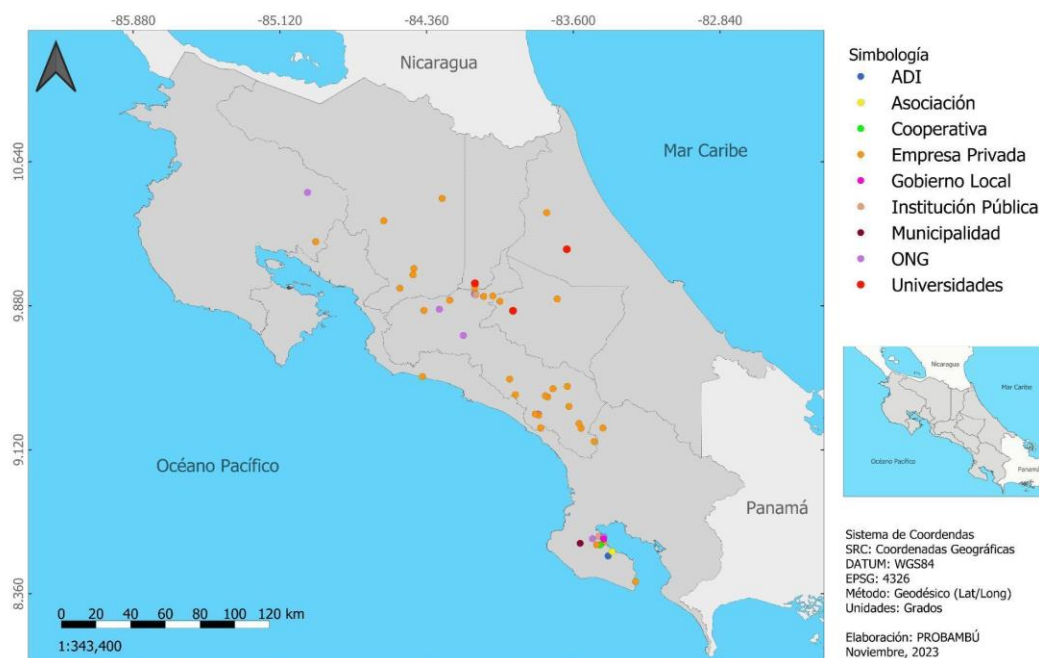 -85.880 -85.120 -84.360 -83.600 -82.840
Nicaragua
Mar Caribe
10.640
9.880
9.120
8.360
Océano Pacífico
Panamá
0 20 40 60 80 100 120 km
1:343,400
Simbología
ADI
Asociación
Cooperativa
Empresa Privada
Gobierno Local
Institución Pública
Municipalidad
ONG
Universidades
Nicaragua
Mar Caribe
Océano Pacífico
Panamá
Sistema de Coordendas
SRC: Coordenadas Geográficas
DATUM: WGS84
EPSG: 4326
Método: Geodésico (Lat/Long)
Unidades: Grados
Elaboración: PROBAMBÚ
Noviembre, 2023